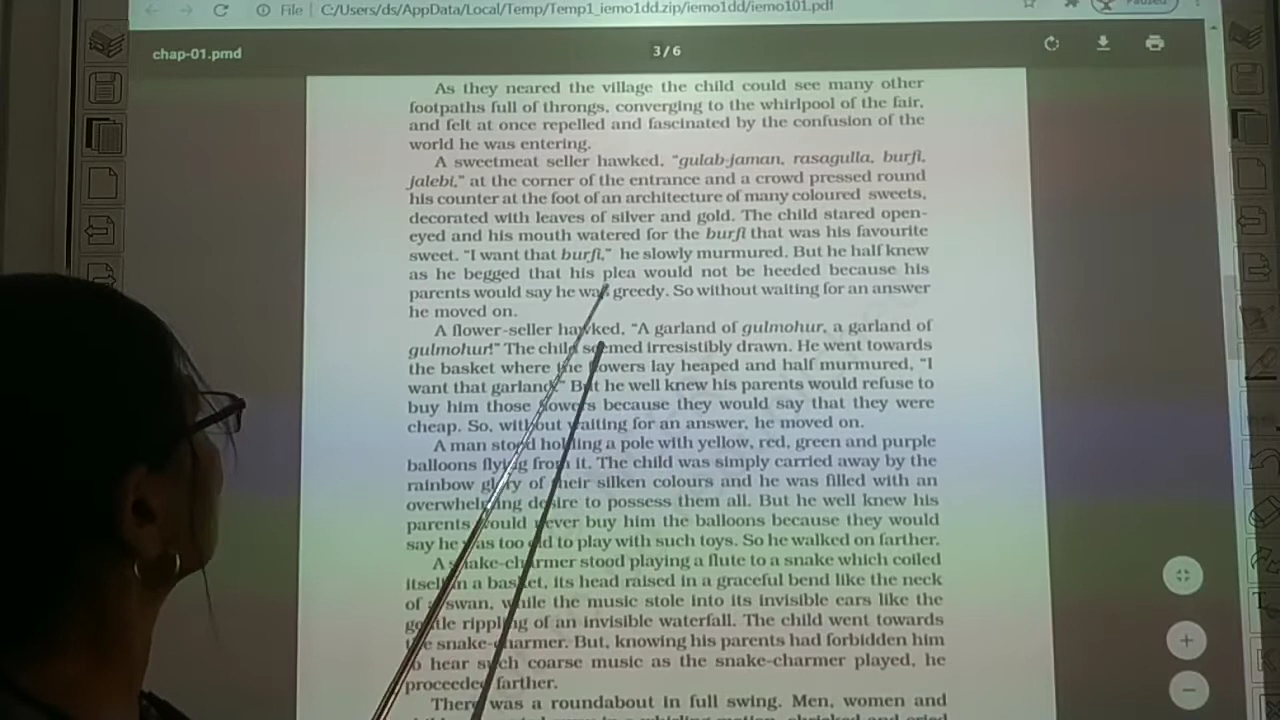 File | C:/Users/ds/AppData/Local/Temp/Temp1_iemo1dd.zip/iemo1dd/iemo101.pdf
Paused
chap-01.pmd
3 / 6
As they neared the village the child could see many other
footpaths full of throngs, converging to the whirlpool of the fair,
and felt at once repelled and fascinated by the confusion of the
world he was entering.
A sweetmeat seller hawked, “gulab-jaman, rasagulla, burfi,
jalebi,” at the corner of the entrance and a crowd pressed round
his counter at the foot of an architecture of many coloured sweets,
decorated with leaves of silver and gold. The child stared open-
eyed and his mouth watered for the burfi that was his favourite
sweet. “I want that burfi,” he slowly murmured. But he half knew
as he begged that his plea would not be heeded because his
parents would say he was greedy. So without waiting for an answer
he moved on.
A flower-seller hawked, “A garland of gulmohur, a garland of
gulmohur!” The child seemed irresistibly drawn. He went towards
the basket where the flowers lay heaped and half murmured, “I
want that garland.” But he well knew his parents would refuse to
buy him those flowers because they would say that they were
cheap. So, without waiting for an answer, he moved on.
A man stood holding a pole with yellow, red, green and purple
balloons flying from it. The child was simply carried away by the
rainbow glory of their silken colours and he was filled with an
overwhelming desire to possess them all. But he well knew his
parents would never buy him the balloons because they would
say he was too old to play with such toys. So he walked on farther.
A snake-charmer stood playing a flute to a snake which coiled
itself in a basket, its head raised in a graceful bend like the neck
of a swan, while the music stole into its invisible ears like the
gentle rippling of an invisible waterfall. The child went towards
the snake-charmer. But, knowing his parents had forbidden him
to hear such coarse music as the snake-charmer played, he
proceeded farther.
There was a roundabout in full swing. Men, women and